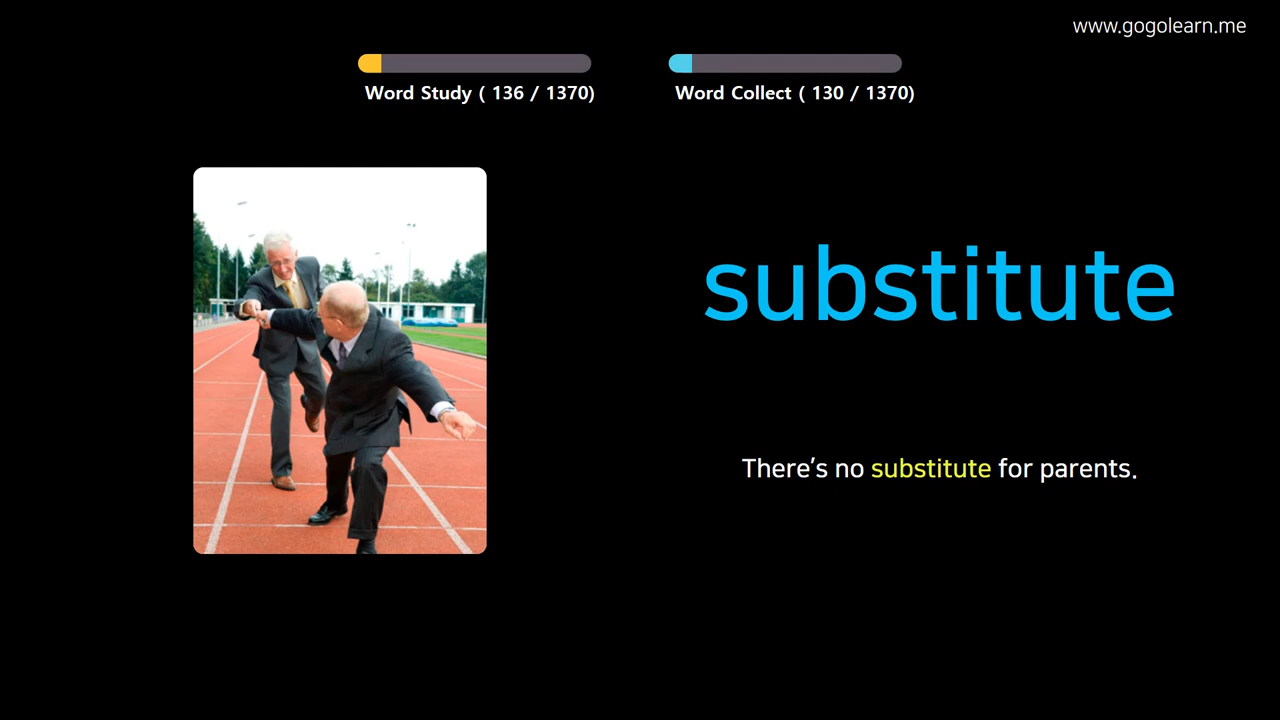 www.gogolearn.me
Word Study ( 136 / 1370)
Word Collect ( 130 / 1370)
substitute
There's no substitute for parents.